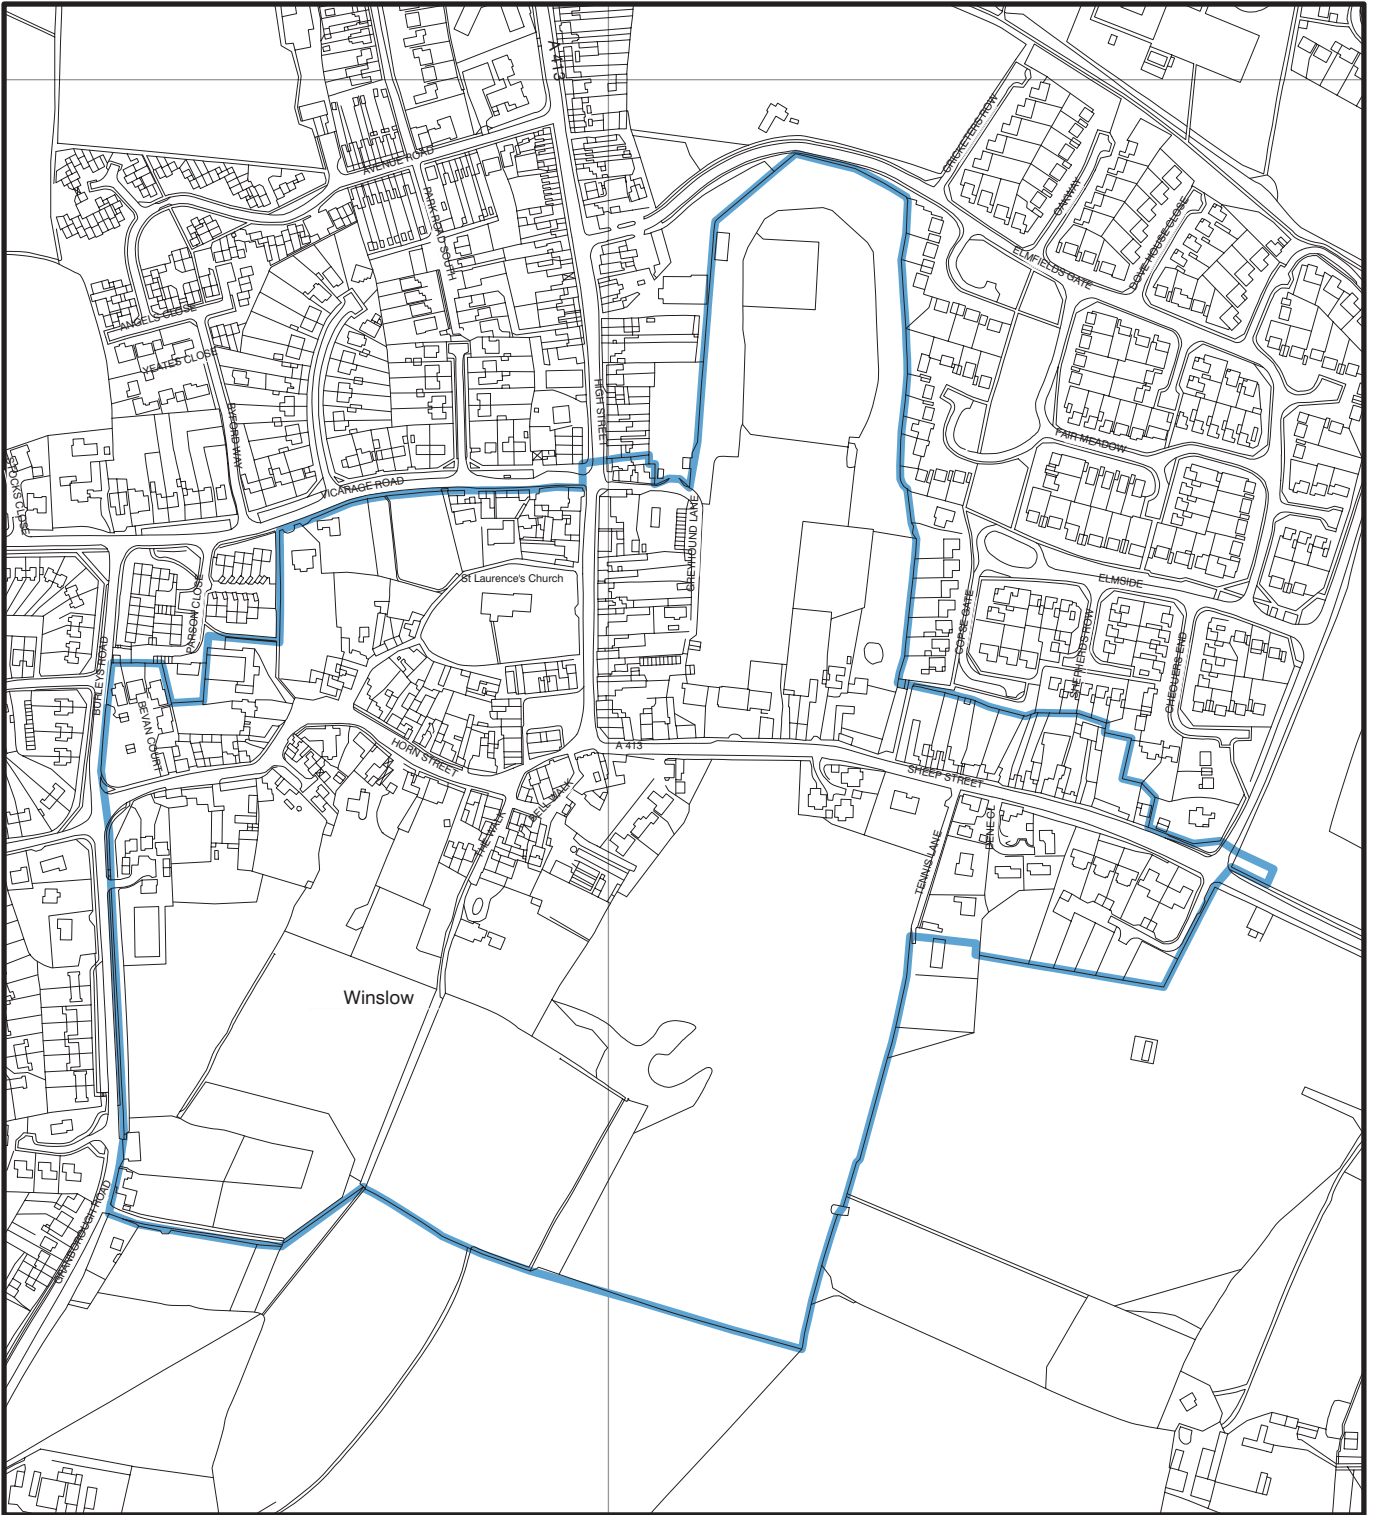 A 413
CRICKETERS ROW
AVENUE ROAD
OAKWAY
PARK ROAD SOUTH
DOVE HOUSE CLOSE
ELMFIELDS GATE
ANGELS CLOSE
YEATES CLOSE
BYFORD WAY
HIGH STREET
FAIR MEADOW
STOCKS CLOSE
VICARAGE ROAD
GREYHOUND LANE
St Laurence's Church
ELMSIDE
PARSON CLOSE
COPSE GATE
SHEPHERDS ROW
CHEQUERS END
BUILEYS ROAD
BEVAN COURT
HORN STREET
A 413
SHEEP STREET
BELL WALK
THE WALK
DENE CL
TENNIS LANE
Winslow
GRANBOROUGH ROAD